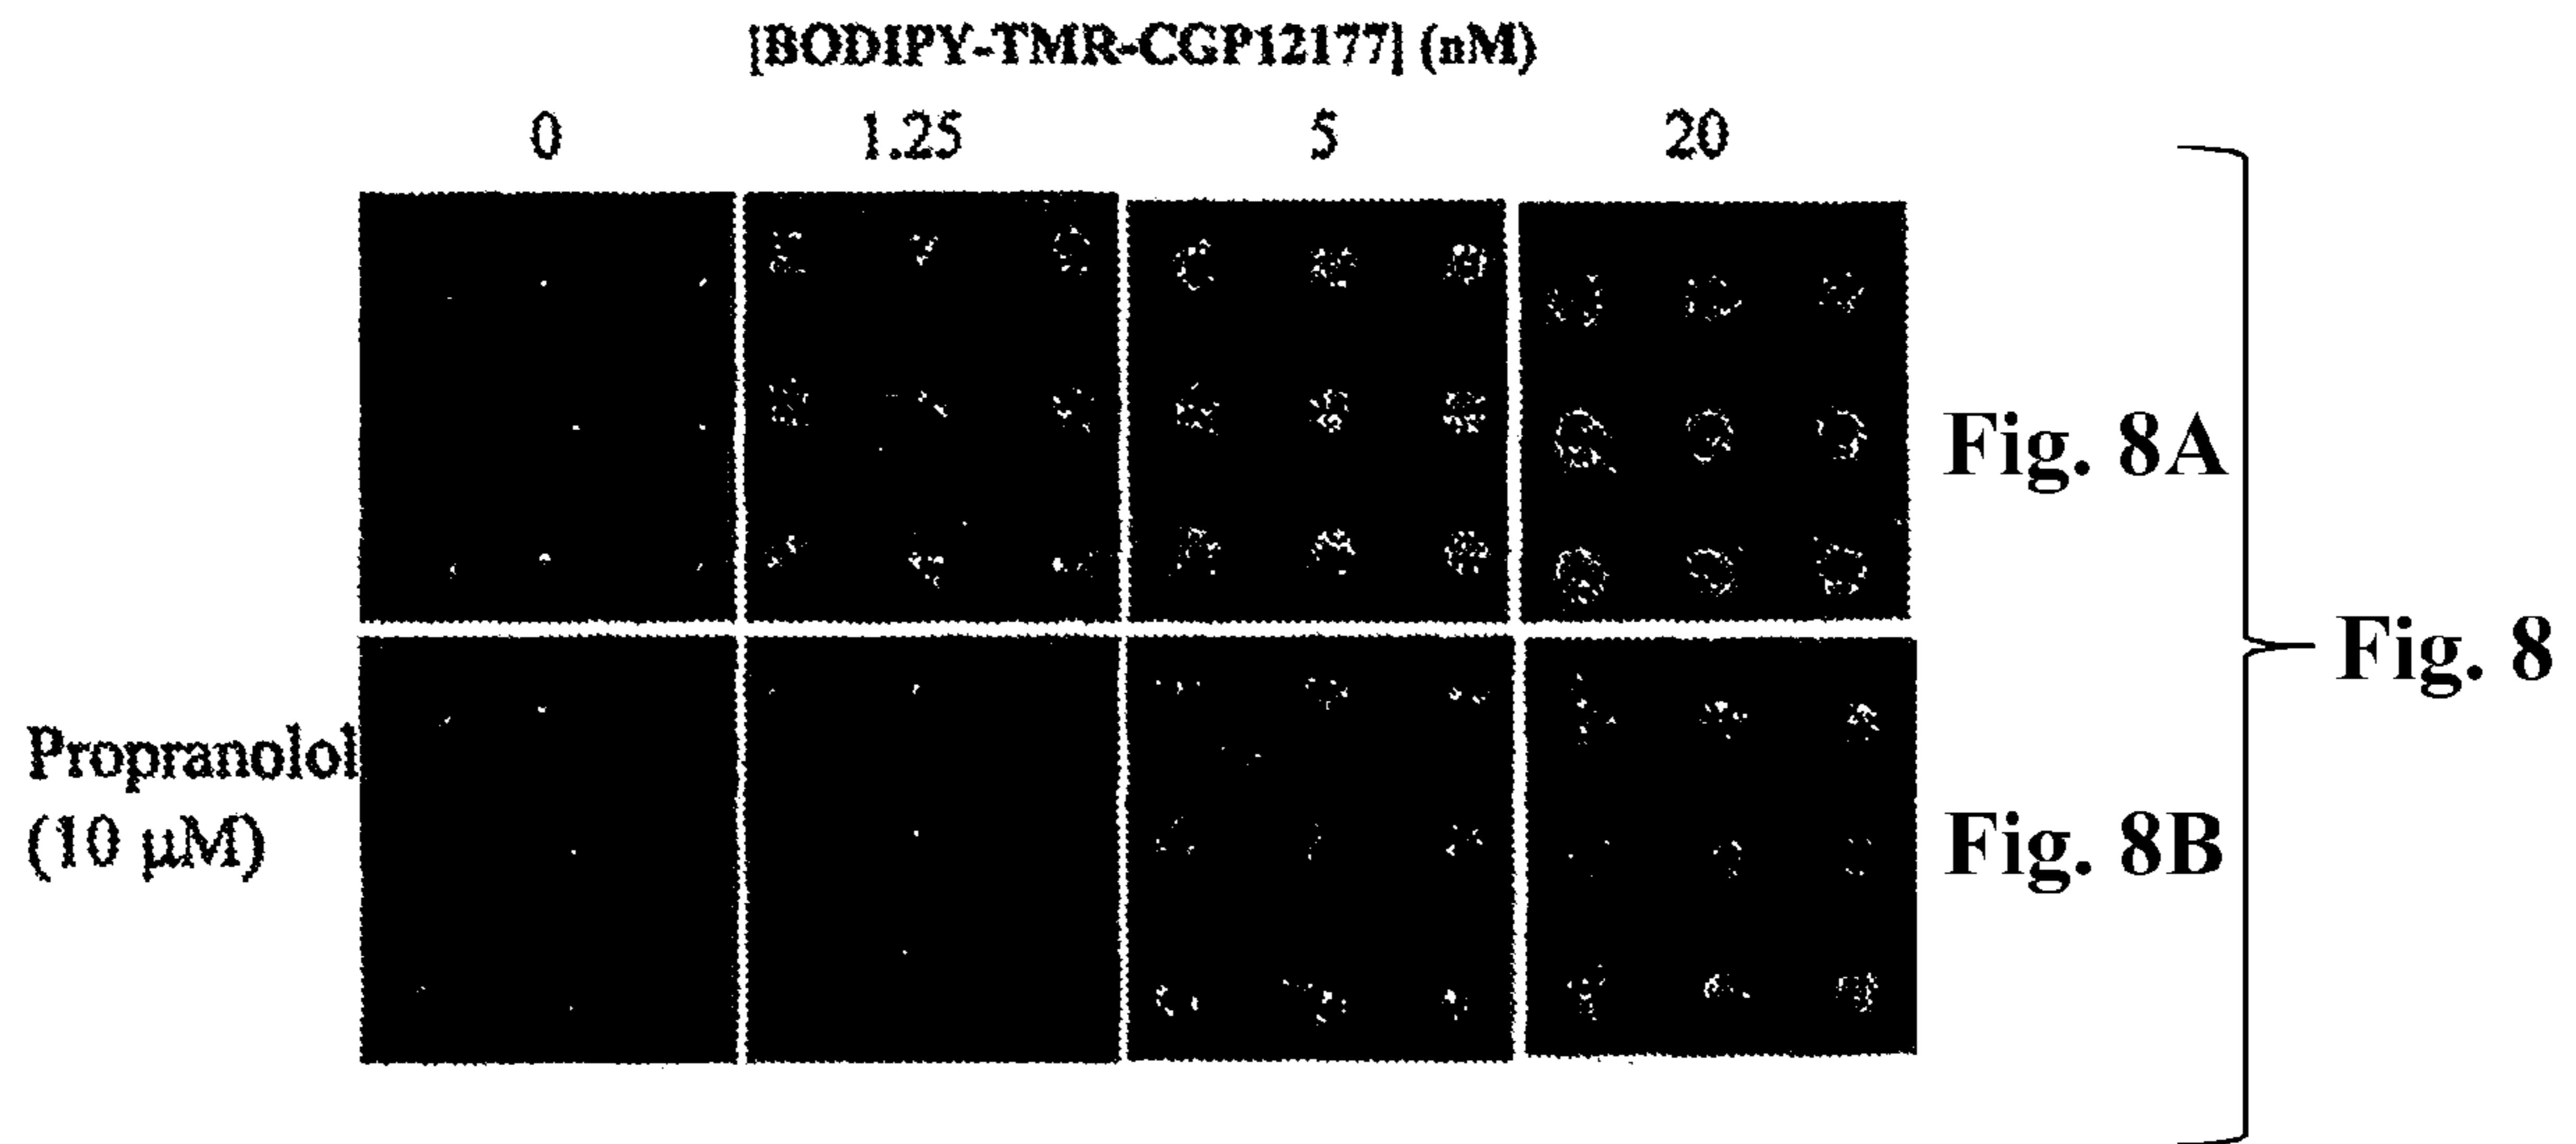 [BODIPY-TMR-CGP12177] (nM)
0 1.25 5 20
Fig. 8A
Fig. 8
Propranolol
(10 µM)
Fig. 8B